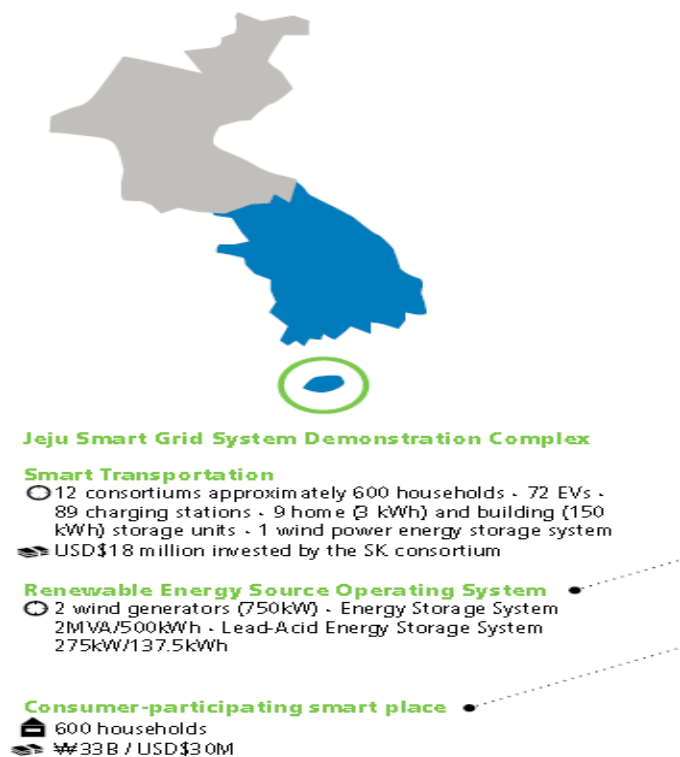 Jeju Smart Grid System Demonstration Complex
Smart Transportation
12 consortiums approximately 600 households - 72 EVs -
89 charging stations - 9 home (3 kWh) and building (150
kWh) storage units - 1 wind power energy storage system
USD$18 million invested by the SK consortium
Renewable Energy Source Operating System
2 wind generators (750kW) - Energy Storage System
2MVA/500kWh - Lead-Acid Energy Storage System
275kW/137.5kWh
Consumer-participating smart place
600 households
₩33B / USD$30M